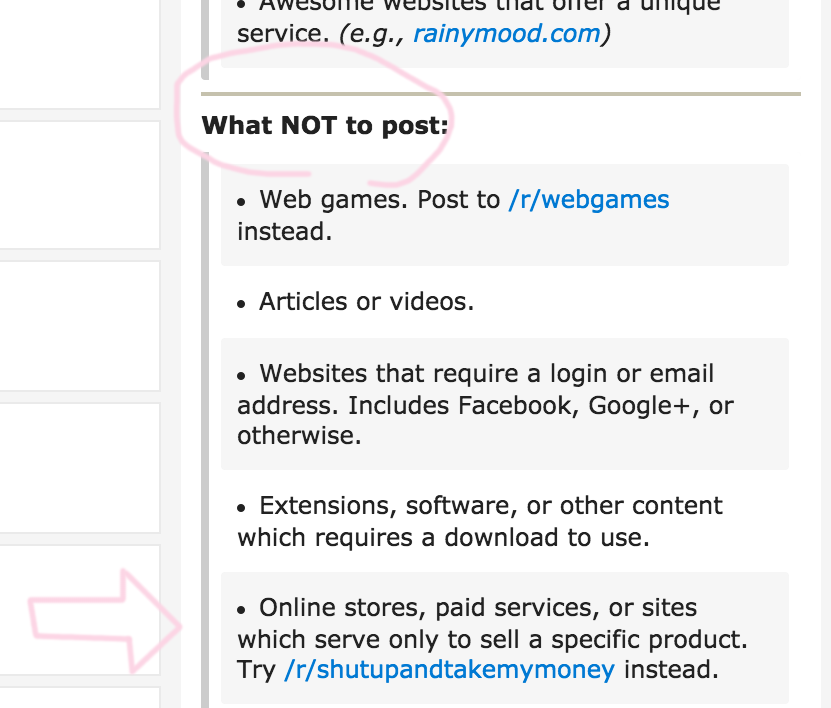 • Awesome websites that offer a unique
service. (e.g., rainymood.com)
What NOT to post:
• Web games. Post to /r/webgames
instead.
• Articles or videos.
• Websites that require a login or email
address. Includes Facebook, Google+, or
otherwise.
• Extensions, software, or other content
which requires a download to use.
• Online stores, paid services, or sites
which serve only to sell a specific product.
Try /r/shutupandtakemymoney instead.